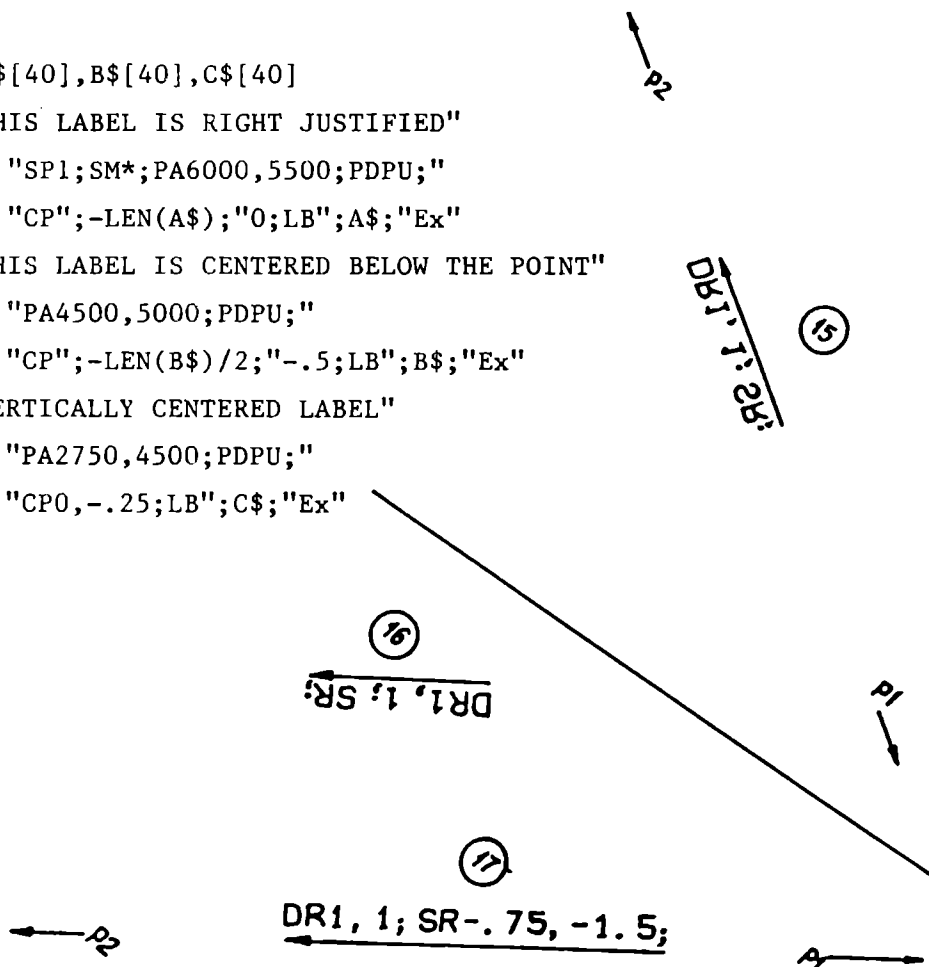 $[40],B$[40],C$[40]
HIS LABEL IS RIGHT JUSTIFIED"
"SP1;SM*;PA6000,5500;PDPU;"
"CP";-LEN(A$);"0;LB";A$;"Ex"
HIS LABEL IS CENTERED BELOW THE POINT"
"PA4500,5000;PDPU;"
"CP";-LEN(B$)/2;"-.5;LB";B$;"Ex"
ERTICALLY CENTERED LABEL"
"PA2750,4500;PDPU;"
"CP0,-.25;LB";C$;"Ex"
P2
DR1, 1; SR;
15
16
DR1, 1; SR;
P1
17
DR1, 1; SR-.75, -1.5;
P2
P1